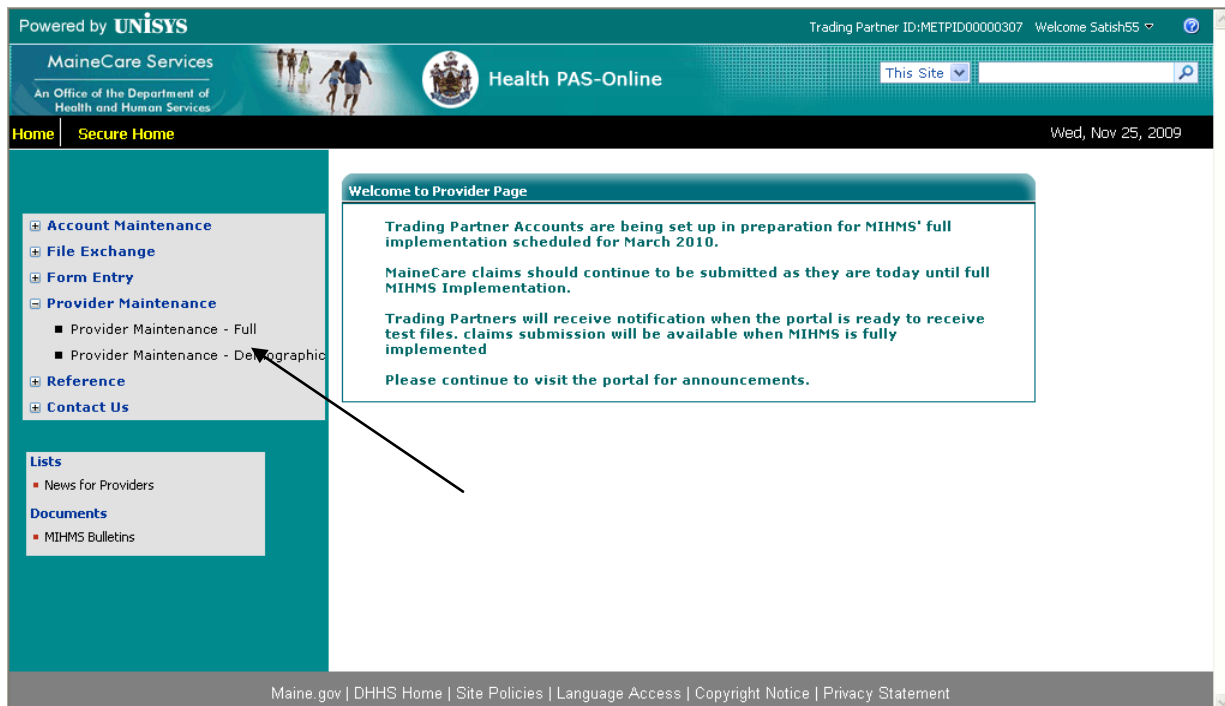 Powered by UNiSYS
Trading Partner ID:METPID00000307 Welcome Satish55
MaineCare Services
An Office of the Department of
Health and Human Services
Health PAS-Online
This Site
Home Secure Home
Wed, Nov 25, 2009
Account Maintenance
File Exchange
Form Entry
Provider Maintenance
Provider Maintenance - Full
Provider Maintenance - Demographic
Reference
Contact Us
Lists
News for Providers
Documents
MIHMS Bulletins
Welcome to Provider Page
Trading Partner Accounts are being set up in preparation for MIHMS' full
implementation scheduled for March 2010.
MaineCare claims should continue to be submitted as they are today until full
MIHMS Implementation.
Trading Partners will receive notification when the portal is ready to receive
test files. claims submission will be available when MIHMS is fully
implemented
Please continue to visit the portal for announcements.
Maine.gov | DHHS Home | Site Policies | Language Access | Copyright Notice | Privacy Statement